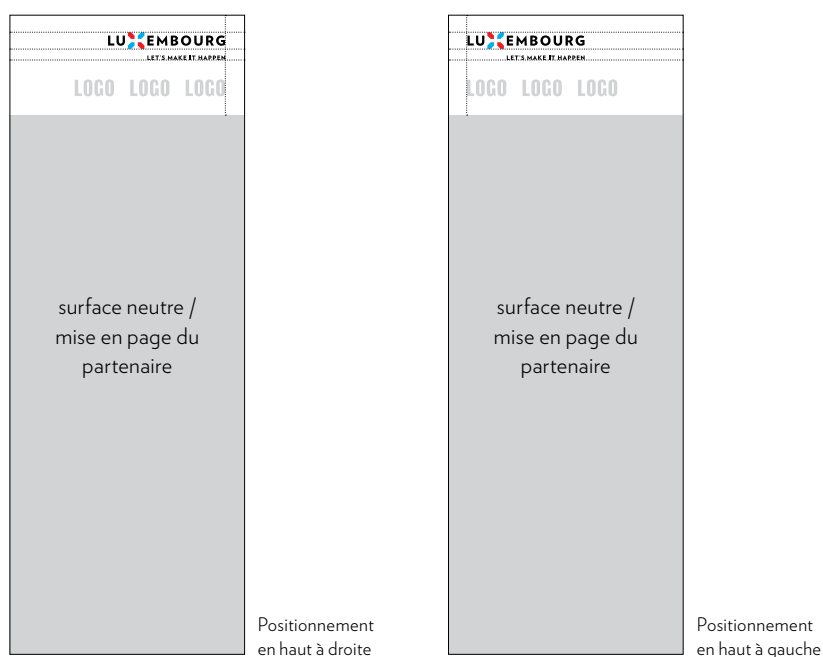 LUXEMBOURG
LET'S MAKE IT HAPPEN
LOGO LOGO LOGO
surface neutre /
mise en page du
partenaire
Positionnement
en haut à droite
LUXEMBOURG
LET'S MAKE IT HAPPEN
LOGO LOGO LOGO
surface neutre /
mise en page du
partenaire
Positionnement
en haut à gauche